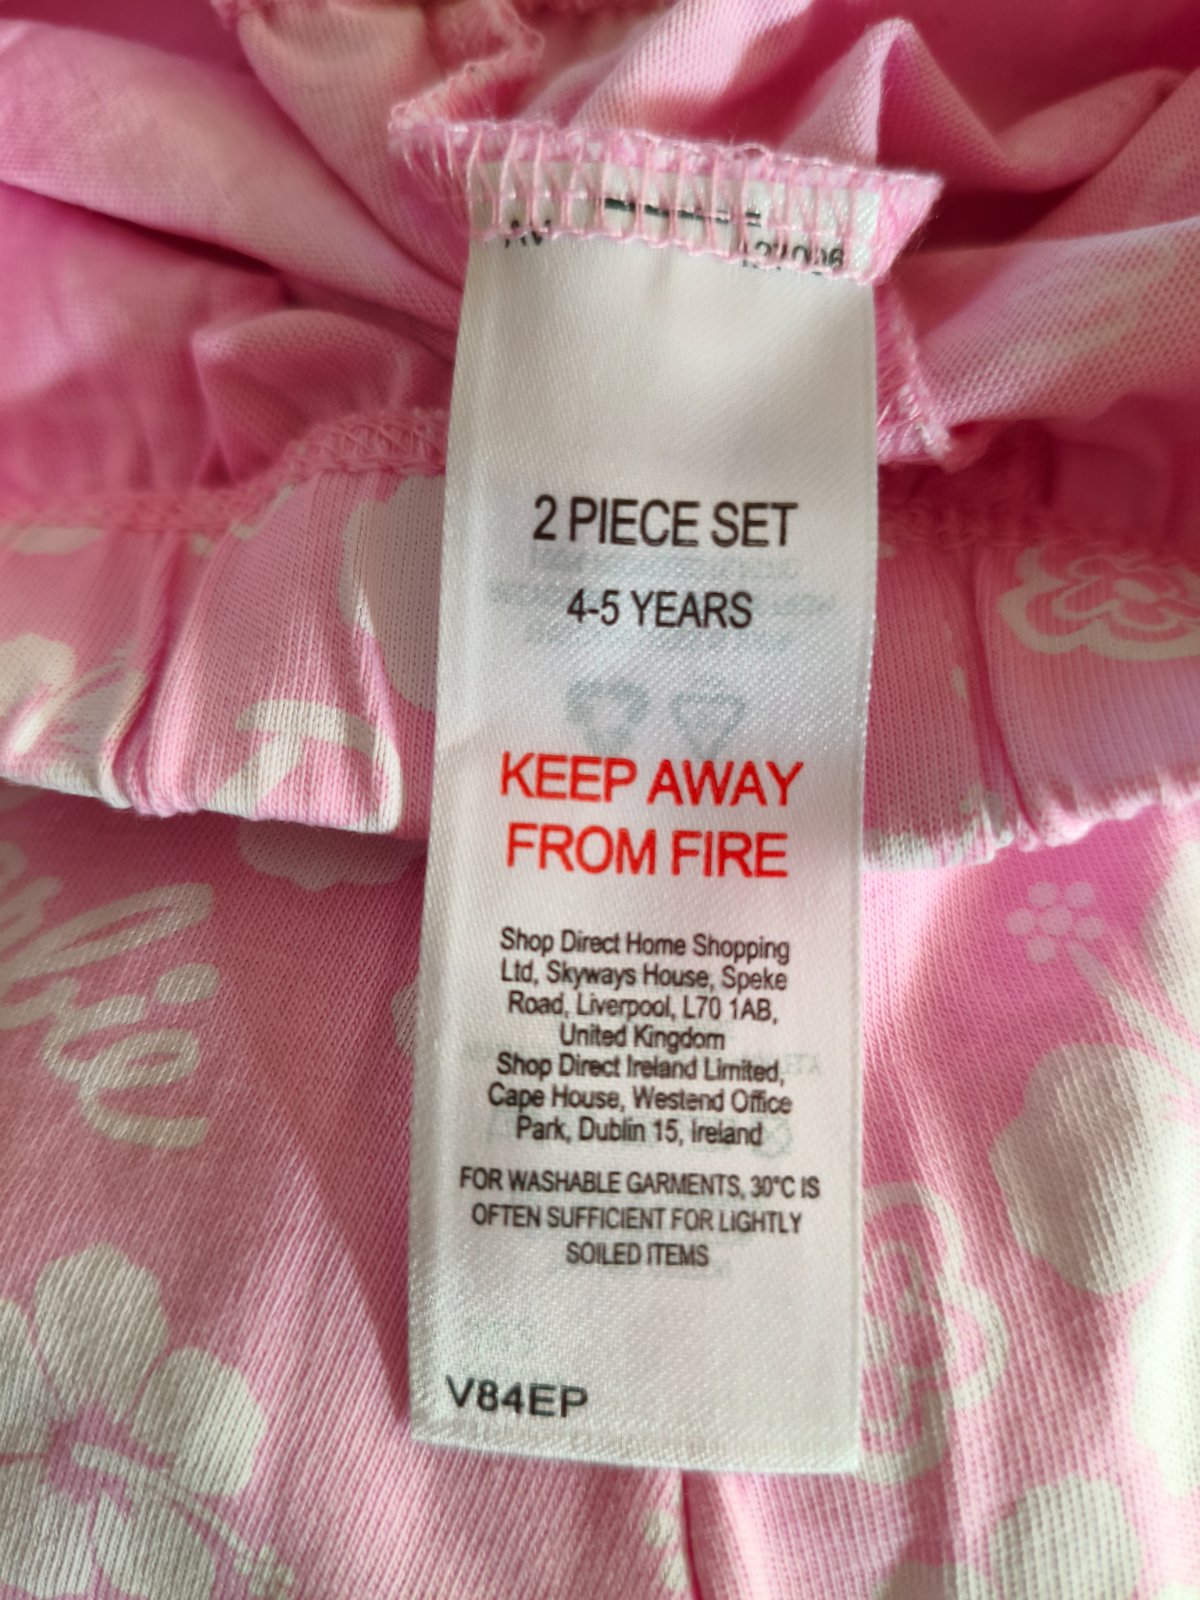 2 PIECE SET
4-5 YEARS
KEEP AWAY
FROM FIRE
Shop Direct Home Shopping
Ltd, Skyways House, Speke
Road, Liverpool, L70 1AB,
United Kingdom
Shop Direct Ireland Limited,
Cape House, Westend Office
Park, Dublin 15, Ireland
FOR WASHABLE GARMENTS, 30°C IS
OFTEN SUFFICIENT FOR LIGHTLY
SOILED ITEMS
V84EP